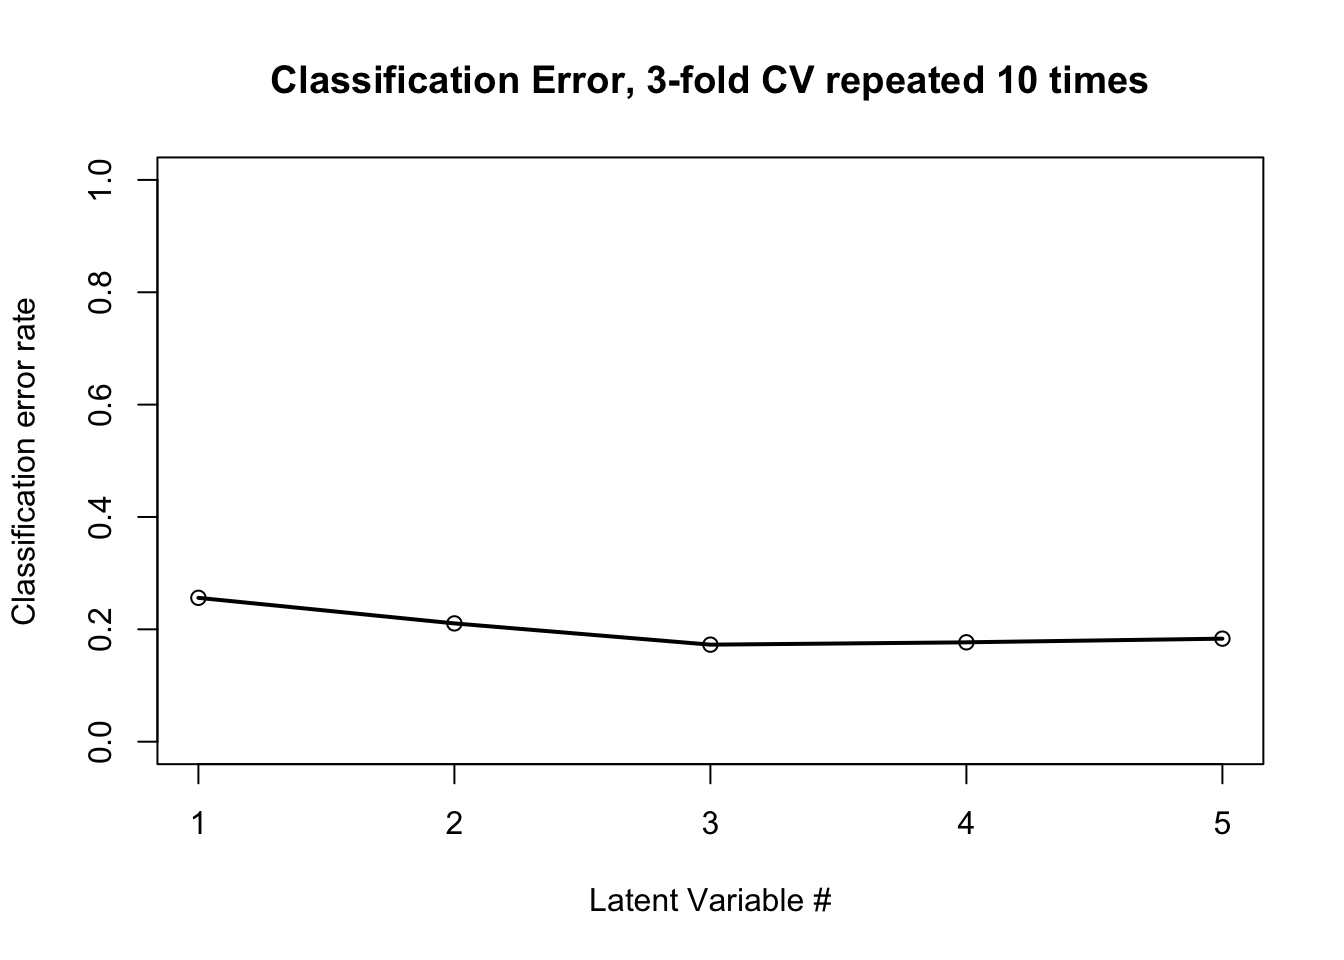 Classification Error, 3-fold CV repeated 10 times
Classification error rate
1.0
0.8
0.6
0.4
0.2
0.0
1 2 3 4 5
Latent Variable #